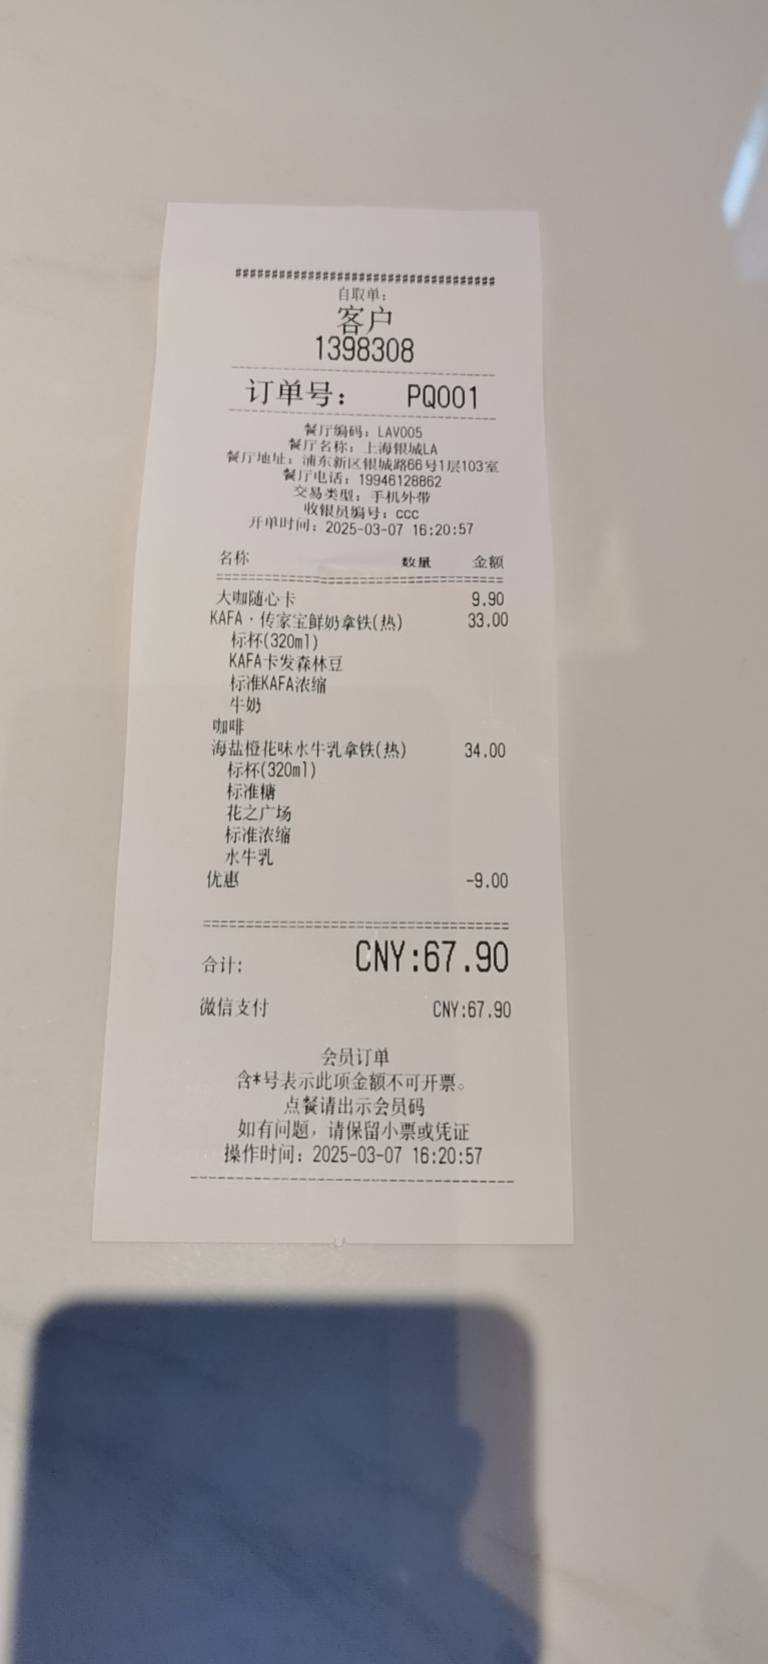 ##################################
自取单:
客户
1398308
--------------------------------
订单号: PQ001
--------------------------------
餐厅编码: LAV005
餐厅名称: 上海银城LA
餐厅地址: 浦东新区银城路66号1层103室
餐厅电话: 19946128862
交易类型: 手机外带
收银员编号: ccc
开单时间: 2025-03-07 16:20:57
名称 数量 金额
================================
大咖随心卡 9.90
KAFA·传家宝鲜奶拿铁(热) 33.00
标杯(320ml)
KAFA卡发森林豆
标准KAFA浓缩
牛奶
咖啡
海盐橙花味水牛乳拿铁(热) 34.00
标杯(320ml)
标准糖
花之广场
标准浓缩
水牛乳
优惠 -9.00
================================
合计: CNY:67.90
微信支付 CNY:67.90
会员订单
含*号表示此项金额不可开票。
点餐请出示会员码
如有问题，请保留小票或凭证
操作时间: 2025-03-07 16:20:57
--------------------------------